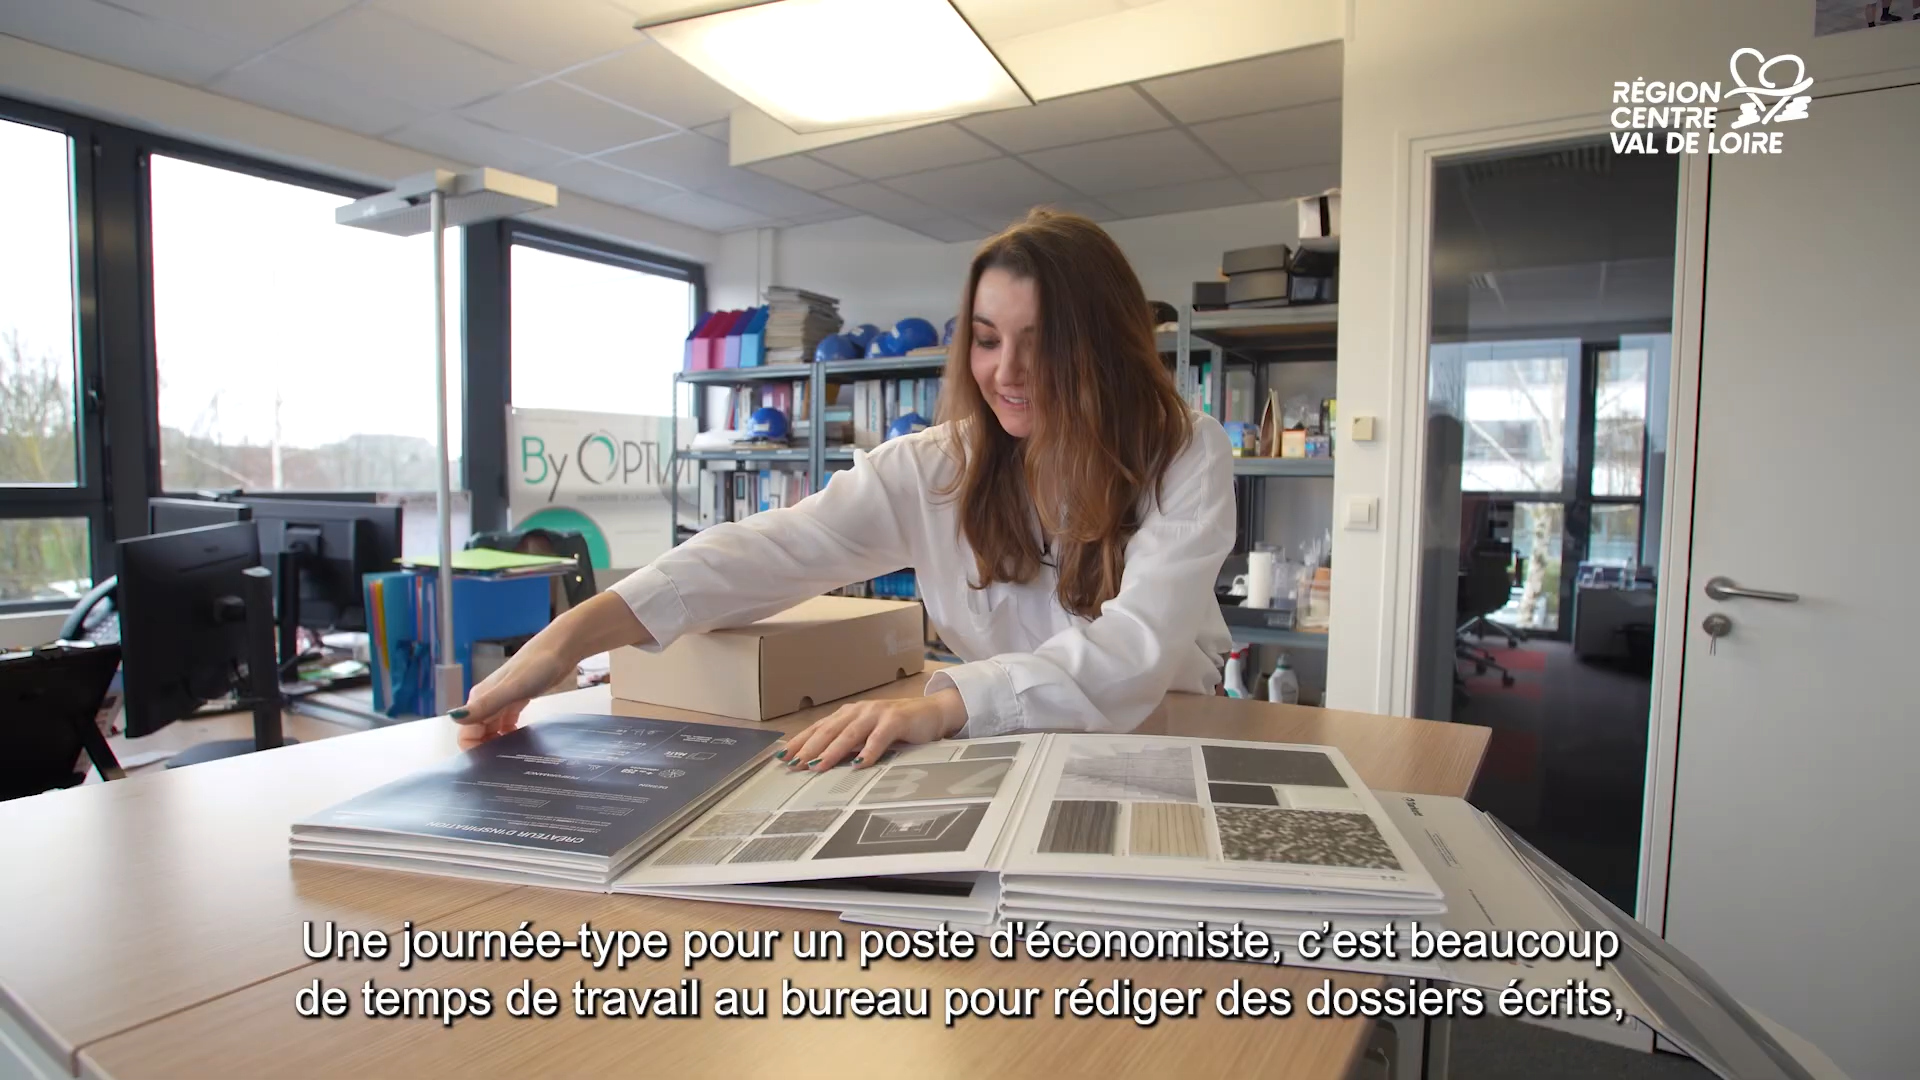 RÉGION
CENTRE
VAL DE LOIRE
By OPTIM
CRÉATEUR D'INSPIRATION
Une journée-type pour un poste d'économiste, c’est beaucoup
de temps de travail au bureau pour rédiger des dossiers écrits,